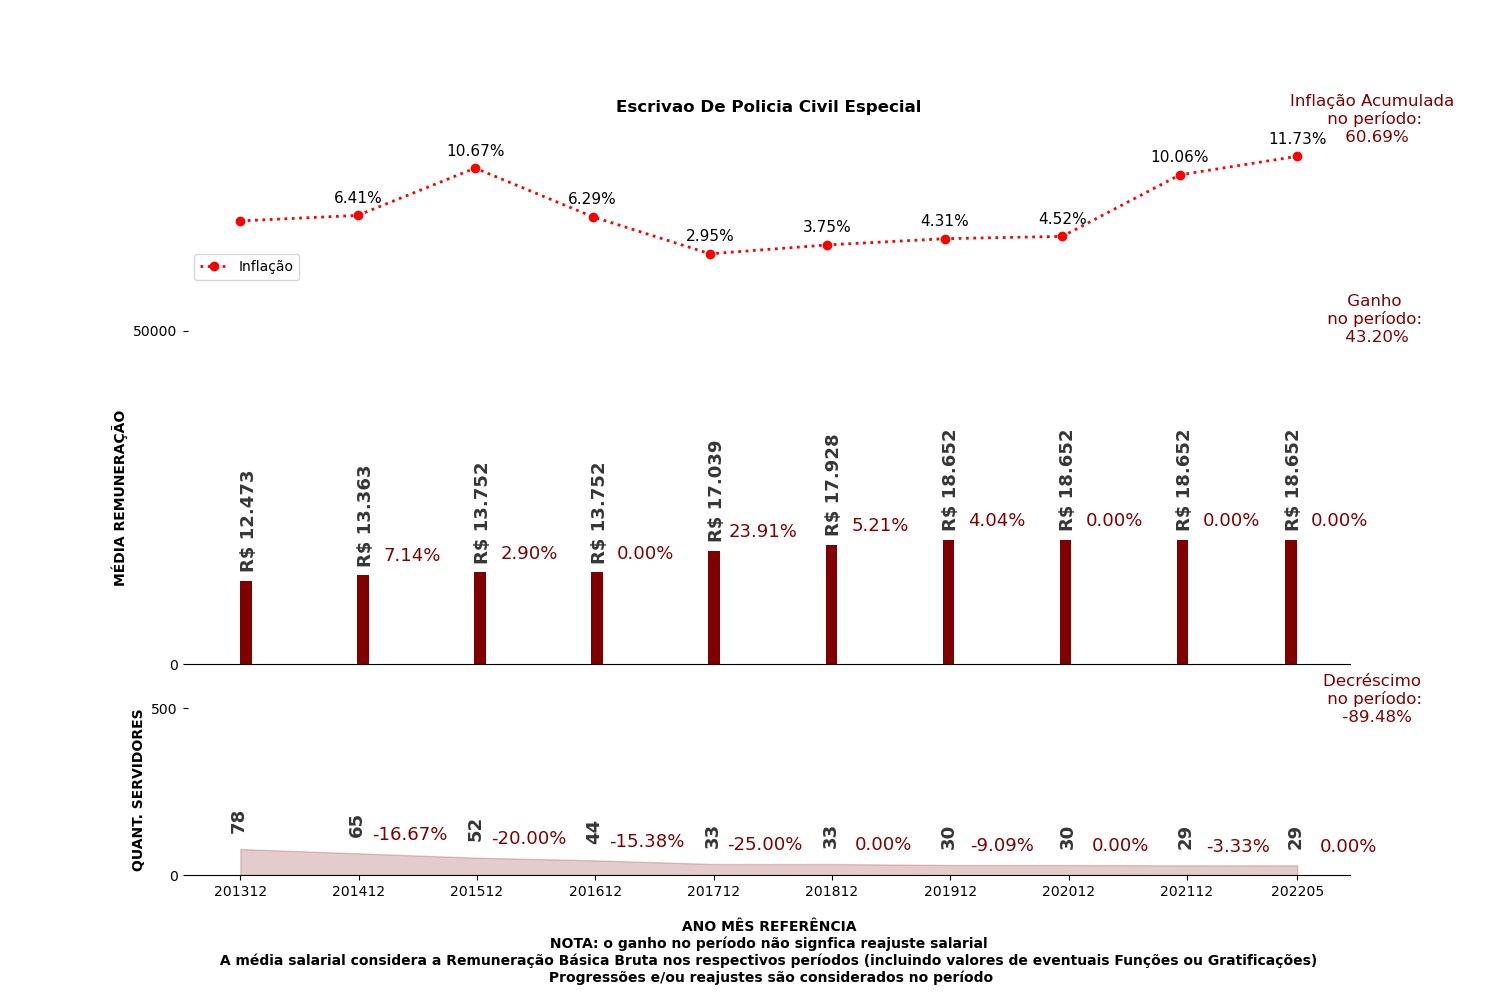 Escrivao De Policia Civil Especial
Inflação Acumulada
no período:
60.69%
6.41%
10.67%
6.29%
2.95%
3.75%
4.31%
4.52%
10.06%
11.73%
Inflação
Ganho
no período:
43.20%
50000
0
MÉDIA REMUNERAÇÃO
R$ 12.473
R$ 13.363
7.14%
R$ 13.752
2.90%
R$ 13.752
0.00%
R$ 17.039
23.91%
R$ 17.928
5.21%
R$ 18.652
4.04%
R$ 18.652
0.00%
R$ 18.652
0.00%
R$ 18.652
0.00%
Decréscimo
no período:
-89.48%
500
0
QUANT. SERVIDORES
78
65
-16.67%
52
-20.00%
44
-15.38%
33
-25.00%
33
0.00%
30
-9.09%
30
0.00%
29
-3.33%
29
0.00%
201312
201412
201512
201612
201712
201812
201912
202012
202112
202205
ANO MÊS REFERÊNCIA
NOTA: o ganho no período não signfica reajuste salarial
A média salarial considera a Remuneração Básica Bruta nos respectivos períodos (incluindo valores de eventuais Funções ou Gratificações)
Progressões e/ou reajustes são considerados no período